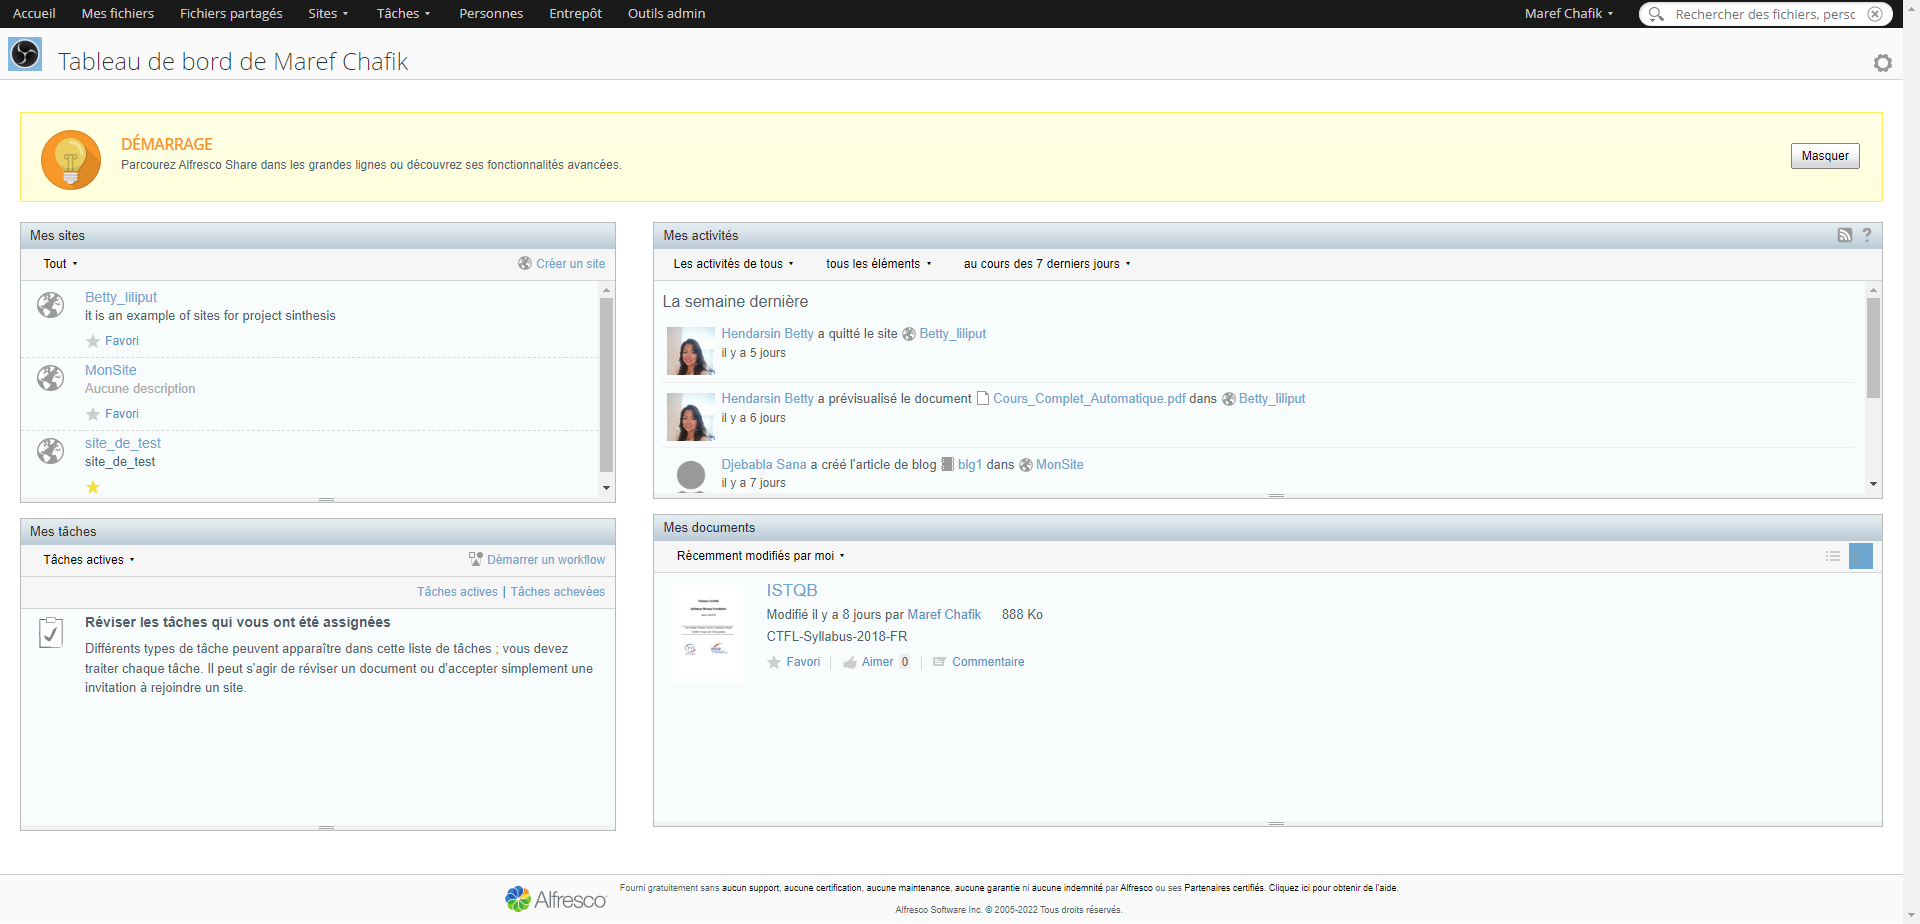 Accueil Mes fichiers Fichiers partagés Sites Tâches Personnes Entrepôt Outils admin Maref Chafik Rechercher des fichiers, persc
Tableau de bord de Maref Chafik
DÉMARRAGE
Parcourez Alfresco Share dans les grandes lignes ou découvrez ses fonctionnalités avancées.
Masquer
Mes sites
Tout Créer un site
Betty_liliput
it is an example of sites for project sinthesis
Favori
MonSite
Aucune description
Favori
site_de_test
site_de_test
Mes activités ?
Les activités de tous tous les éléments au cours des 7 derniers jours
La semaine dernière
Hendarsin Betty a quitté le site Betty_liliput
il y a 5 jours
Hendarsin Betty a prévisualisé le document Cours_Complet_Automatique.pdf dans Betty_liliput
il y a 6 jours
Djebabla Sana a créé l'article de blog blg1 dans MonSite
il y a 7 jours
Mes tâches
Tâches actives Démarrer un workflow
Tâches actives | Tâches achevées
Réviser les tâches qui vous ont été assignées
Différents types de tâche peuvent apparaître dans cette liste de tâches ; vous devez
traiter chaque tâche. Il peut s'agir de réviser un document ou d'accepter simplement une
invitation à rejoindre un site.
Mes documents
Récemment modifiés par moi
ISTQB
Modifié il y a 8 jours par Maref Chafik 888 Ko
CTFL-Syllabus-2018-FR
Favori Aimer 0 Commentaire
Alfresco
Fourni gratuitement sans aucun support, aucune certification, aucune maintenance, aucune garantie ni aucune indemnité par Alfresco ou ses Partenaires certifiés. Cliquez ici pour obtenir de l'aide.
Alfresco Software Inc. © 2005-2022 Tous droits réservés.